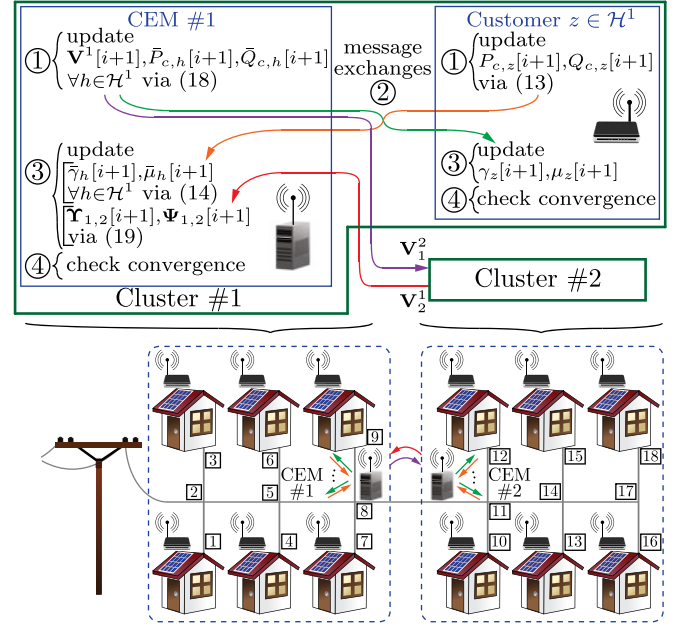 CEM #1
① update
𝐕¹[i+1], P̄_{c,h}[i+1], Q̄_{c,h}[i+1]
∀h∈ℋ¹ via (18)
message
exchanges
②
Customer z ∈ ℋ¹
① update
P_{c,z}[i+1], Q_{c,z}[i+1]
via (13)
③ update
γ̄_h[i+1], μ̄_h[i+1]
∀h∈ℋ¹ via (14)
𝚼_{1,2}[i+1], 𝚿_{1,2}[i+1]
via (19)
④ check convergence
③ update
γ_z[i+1], μ_z[i+1]
④ check convergence
Cluster #1
𝐕₁²
Cluster #2
𝐕₂¹
3
6
9
12
15
18
CEM
#1
CEM
#2
2
5
8
11
14
17
1
4
7
10
13
16